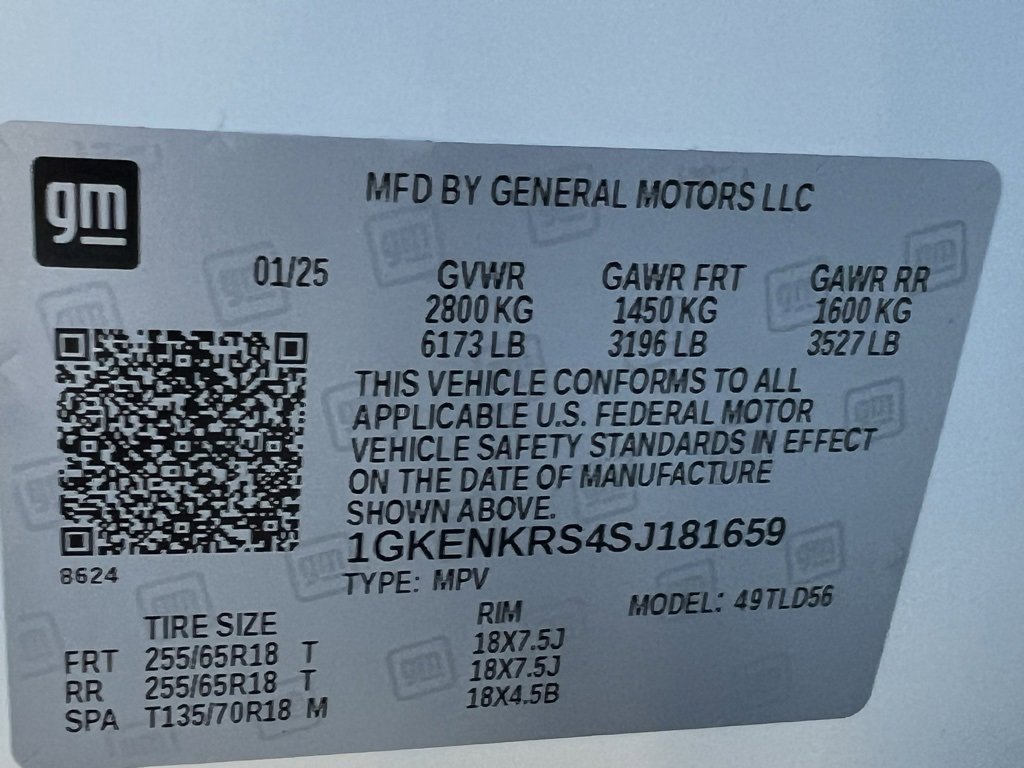 gm
MFD BY GENERAL MOTORS LLC
01/25 GVWR GAWR FRT GAWR RR
2800 KG 1450 KG 1600 KG
6173 LB 3196 LB 3527 LB
THIS VEHICLE CONFORMS TO ALL
APPLICABLE U.S. FEDERAL MOTOR
VEHICLE SAFETY STANDARDS IN EFFECT
ON THE DATE OF MANUFACTURE
SHOWN ABOVE.
1GKENKRS4SJ181659
8624
TYPE: MPV MODEL: 49TLD56
TIRE SIZE RIM
FRT 255/65R18 T 18X7.5J
RR 255/65R18 T 18X7.5J
SPA T135/70R18 M 18X4.5B